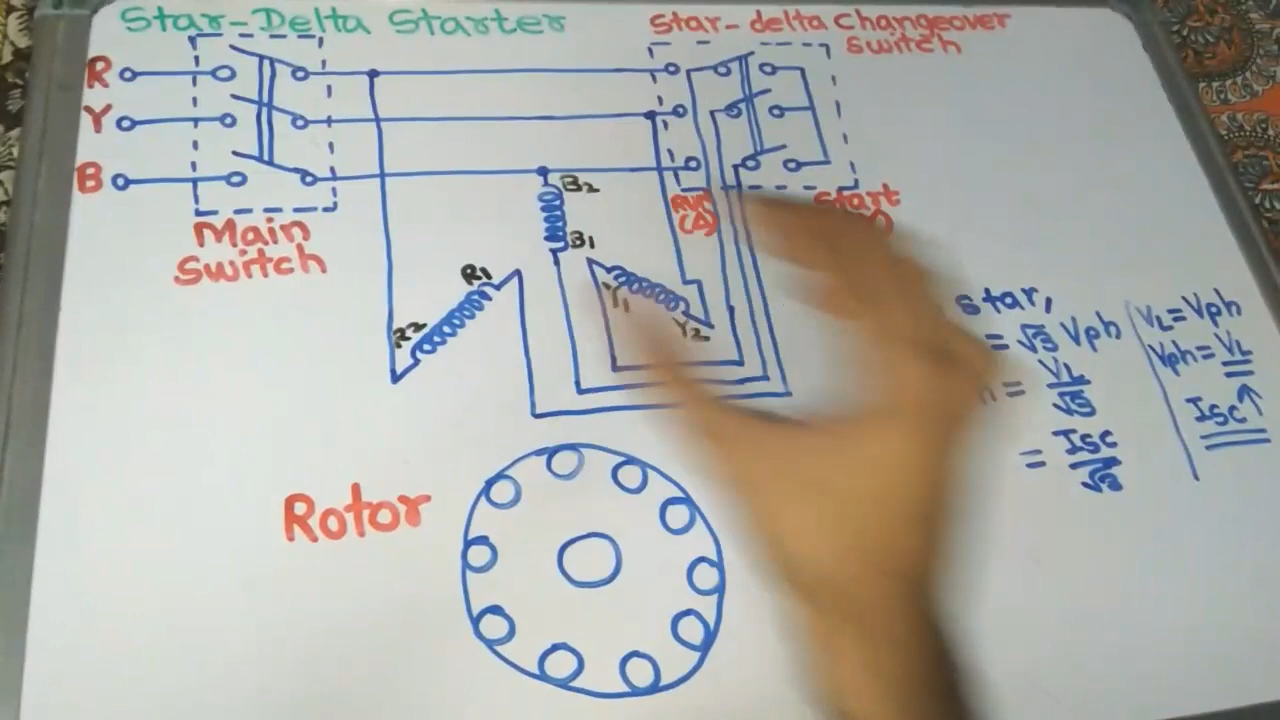 Star-Delta Starter
Star-delta changeover
switch
R
Y
B
Main
Switch
Run
(Δ)
Start
B2
B1
R1
R2
Y1
Y2
star,
= √3 Vph
= VL/√3
= Isc/√3
VL = Vph
Vph = VL
Isc ↑
Rotor